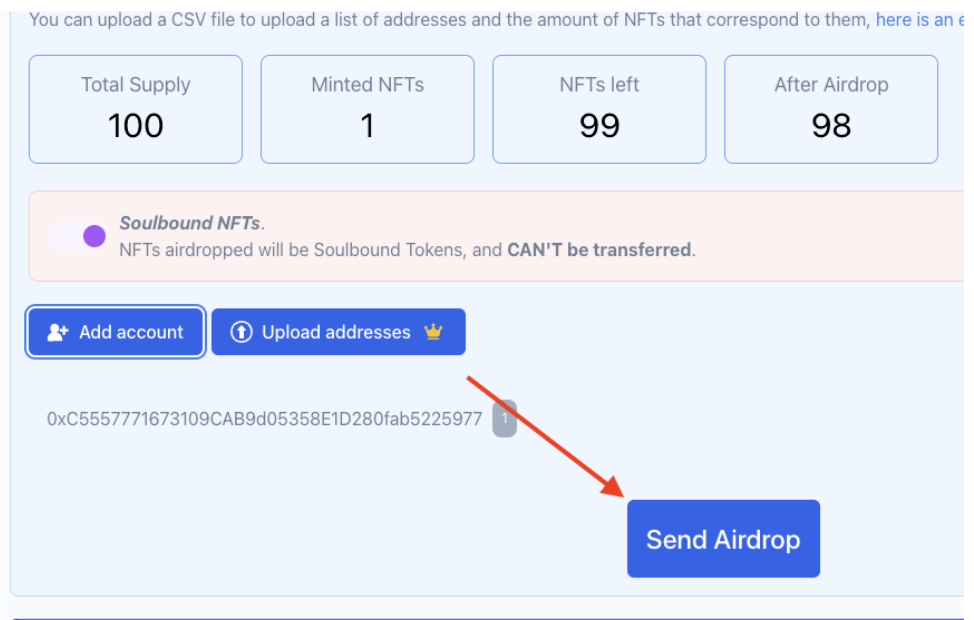 You can upload a CSV file to upload a list of addresses and the amount of NFTs that correspond to them, here is an
Total Supply
100
Minted NFTs
1
NFTs left
99
After Airdrop
98
Soulbound NFTs.
NFTs airdropped will be Soulbound Tokens, and CAN'T be transferred.
Add account
Upload addresses
0xC5557771673109CAB9d05358E1D280fab5225977 1
Send Airdrop